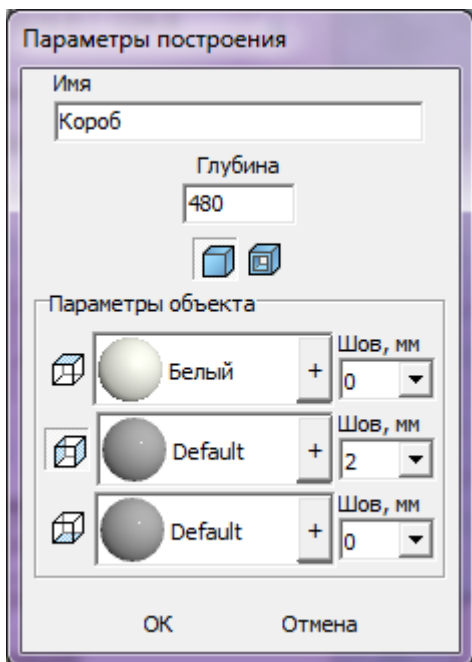 Параметры построения
Имя
Короб
Глубина
480
Параметры объекта
Шов, мм
Белый + 0
Шов, мм
Default + 2
Шов, мм
Default + 0
ОК Отмена